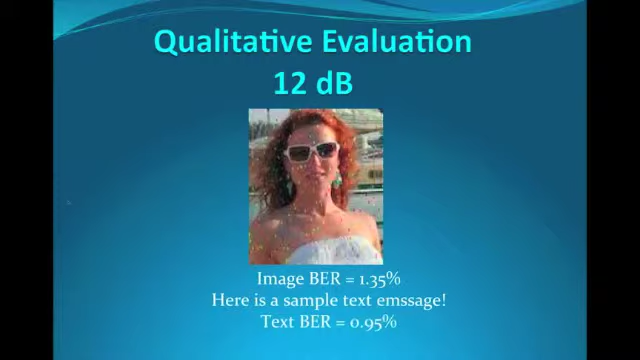 Qualitative Evaluation
12 dB
Image BER = 1.35%
Here is a sample text emssage!
Text BER = 0.95%